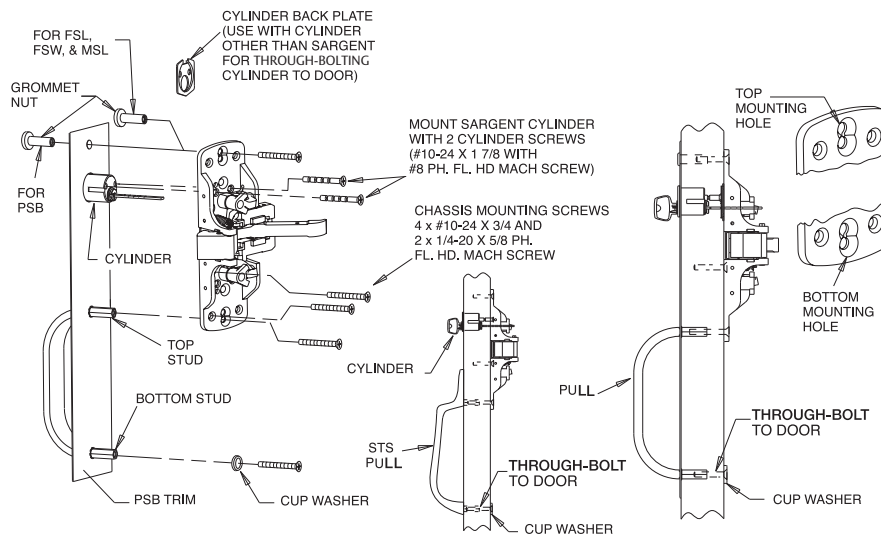 CYLINDER BACK PLATE
(USE WITH CYLINDER
OTHER THAN SARGENT
FOR THROUGH-BOLTING
CYLINDER TO DOOR)
FOR FSL,
FSW, & MSL
GROMMET
NUT
FOR
PSB
CYLINDER
MOUNT SARGENT CYLINDER
WITH 2 CYLINDER SCREWS
(#10-24 X 1 7/8 WITH
#8 PH. FL. HD MACH SCREW)
CHASSIS MOUNTING SCREWS
4 x #10-24 X 3/4 AND
2 x 1/4-20 X 5/8 PH.
FL. HD. MACH SCREW
TOP
STUD
BOTTOM STUD
PSB TRIM
CUP WASHER
CYLINDER
STS
PULL
THROUGH-BOLT
TO DOOR
CUP WASHER
TOP
MOUNTING
HOLE
BOTTOM
MOUNTING
HOLE
PULL
THROUGH-BOLT
TO DOOR
CUP WASHER